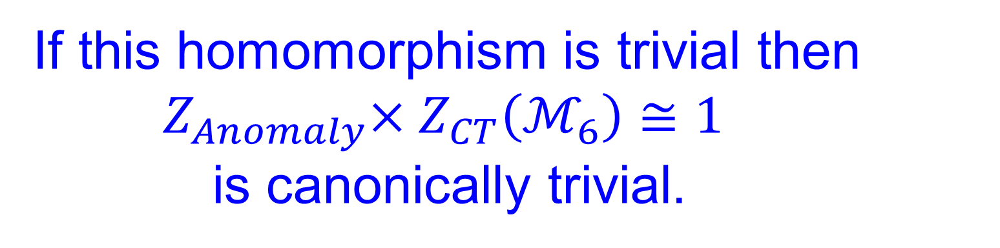 If this homomorphism is trivial then
Z_{Anomaly} × Z_{CT}(ℳ_6) ≅ 1
is canonically trivial.